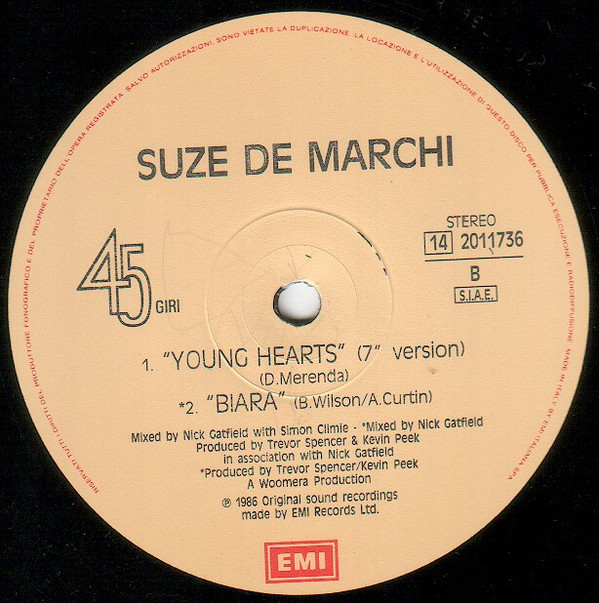 RISERVATI TUTTI I DIRITTI DEL PRODUTTORE FONOGRAFICO E DEL PROPRIETARIO DELL'OPERA REGISTRATA. SALVO AUTORIZZAZIONI, SONO VIETATE LA DUPLICAZIONE, LA LOCAZIONE E L'UTILIZZAZIONE DI QUESTO DISCO PER PUBBLICA ESECUZIONE E RADIODIFFUSIONE. MADE IN ITALY BY EMI ITALIANA SPA
SUZE DE MARCHI
STEREO
14 2011736
B
S.I.A.E.
45 GIRI
1. "YOUNG HEARTS" (7" version)
(D.Merenda)
*2. "BIARA" (B.Wilson/A.Curtin)
Mixed by Nick Gatfield with Simon Climie - *Mixed by Nick Gatfield
Produced by Trevor Spencer & Kevin Peek
in association with Nick Gatfield
*Produced by Trevor Spencer/Kevin Peek
A Woomera Production
℗ 1986 Original sound recordings
made by EMI Records Ltd.
EMI